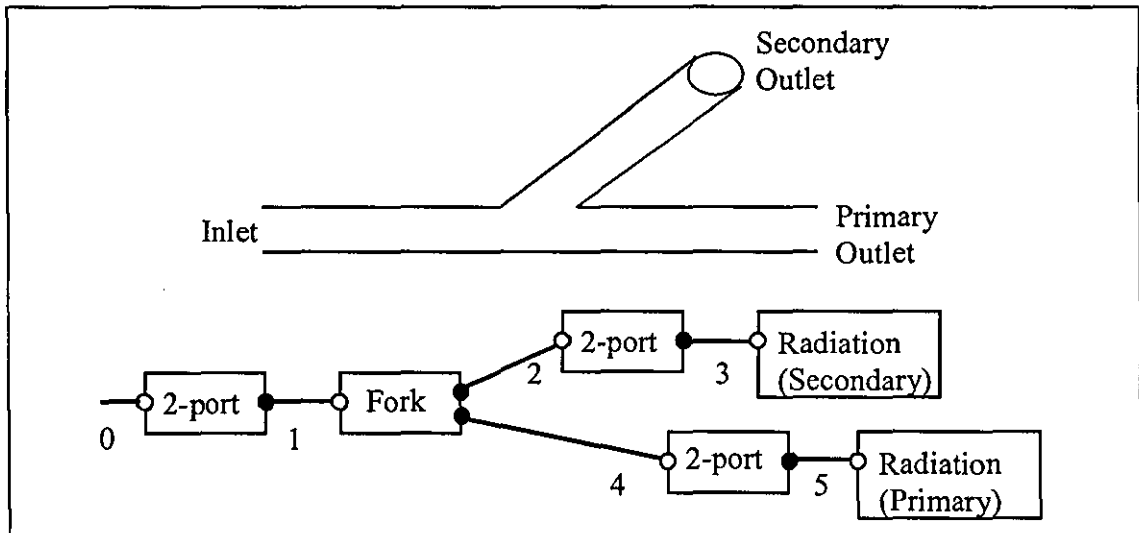 Secondary
Outlet
Inlet
Primary
Outlet
0
2-port
1
Fork
2
2-port
3
Radiation
(Secondary)
4
2-port
5
Radiation
(Primary)